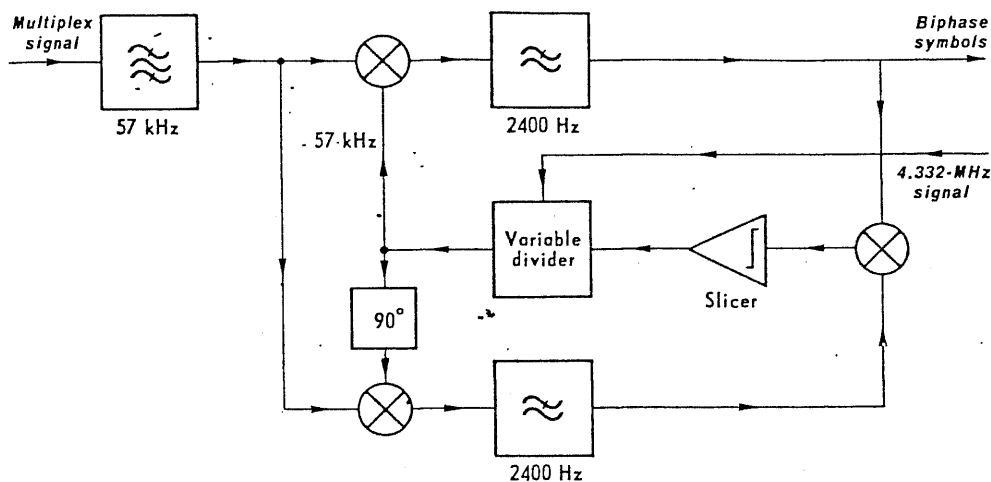 Multiplex
signal
57 kHz
57-kHz
2400 Hz
Biphase
symbols
4.332-MHz
signal
Variable
divider
Slicer
90°
2400 Hz